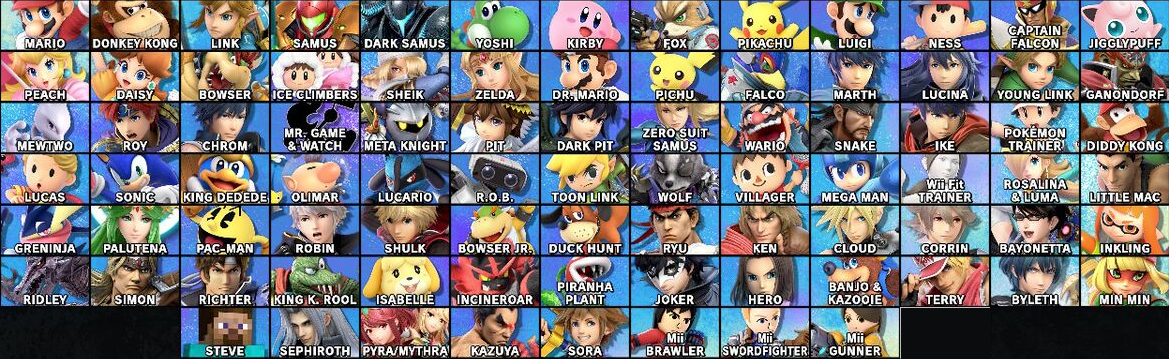 MARIO
DONKEY KONG
LINK
SAMUS
DARK SAMUS
YOSHI
KIRBY
FOX
PIKACHU
LUIGI
NESS
CAPTAIN
FALCON
JIGGLYPUFF
PEACH
DAISY
BOWSER
ICE CLIMBERS
SHEIK
ZELDA
DR. MARIO
PICHU
FALCO
MARTH
LUCINA
YOUNG LINK
GANONDORF
MEWTWO
ROY
CHROM
MR. GAME
& WATCH
META KNIGHT
PIT
DARK PIT
ZERO SUIT
SAMUS
WARIO
SNAKE
IKE
POKÉMON
TRAINER
DIDDY KONG
LUCAS
SONIC
KING DEDEDE
OLIMAR
LUCARIO
R.O.B.
TOON LINK
WOLF
VILLAGER
MEGA MAN
Wii Fit
TRAINER
ROSALINA
& LUMA
LITTLE MAC
GRENINJA
PALUTENA
PAC-MAN
ROBIN
SHULK
BOWSER JR.
DUCK HUNT
RYU
KEN
CLOUD
CORRIN
BAYONETTA
INKLING
RIDLEY
SIMON
RICHTER
KING K. ROOL
ISABELLE
INCINEROAR
PIRANHA
PLANT
JOKER
HERO
BANJO &
KAZOOIE
TERRY
BYLETH
MIN MIN
STEVE
SEPHIROTH
PYRA/MYTHRA
KAZUYA
SORA
Mii
BRAWLER
Mii
SWORDFIGHTER
Mii
GUNNER